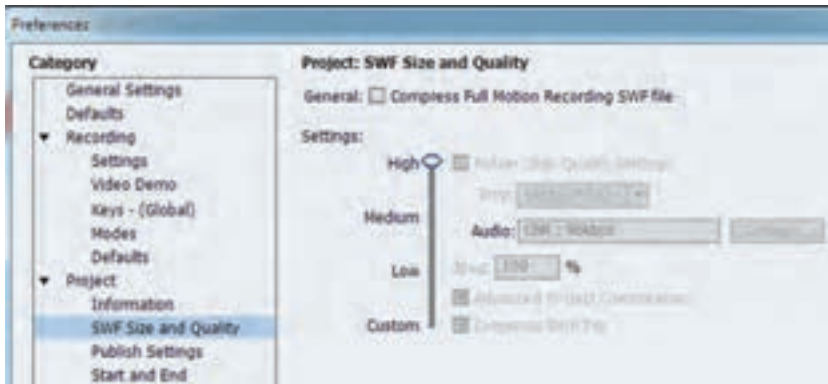 Preferences
Category
General Settings
Defaults
Recording
Settings
Video Demo
Keys - (Global)
Modes
Defaults
Project
Information
SWF Size and Quality
Publish Settings
Start and End
Project: SWF Size and Quality
General: Compress Full Motion Recording SWF file
Settings:
High
Medium
Low
Custom
Audio:
%